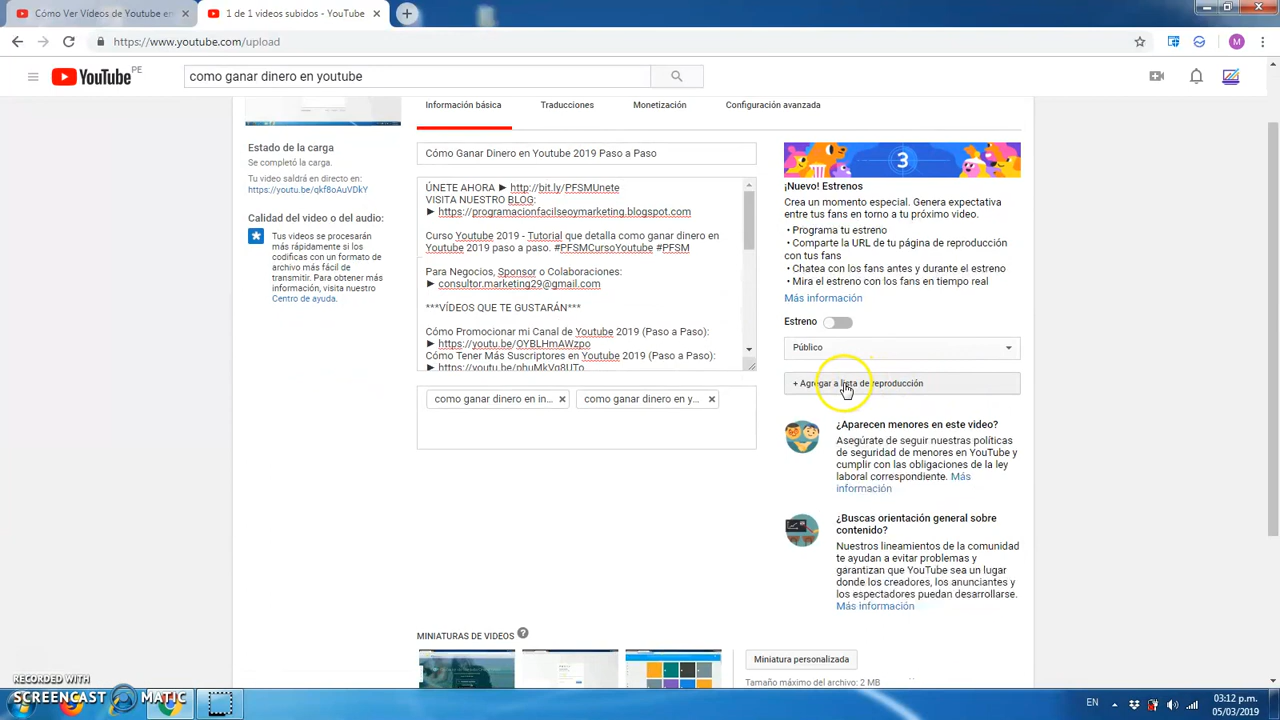 Cómo Ver Vídeos de Youtube e
1 de 1 videos subidos - YouTube
https://www.youtube.com/upload
M
YouTube PE
como ganar dinero en youtube
Información básica
Traducciones
Monetización
Configuración avanzada
Estado de la carga
Se completó la carga.
Tu video saldrá en directo en:
https://youtu.be/qkf8oAuVDkY
Calidad del video o del audio:
Tus videos se procesarán
más rápidamente si los
codificas con un formato de
archivo más fácil de
transmitir. Para obtener más
información, visita nuestro
Centro de ayuda.
Cómo Ganar Dinero en Youtube 2019 Paso a Paso
ÚNETE AHORA ► http://bit.ly/PFSMUnete
VISITA NUESTRO BLOG:
► https://programacionfacilseoymarketing.blogspot.com
Curso Youtube 2019 - Tutorial que detalla como ganar dinero en
Youtube 2019 paso a paso. #PFSMCursoYoutube #PFSM
Para Negocios, Sponsor o Colaboraciones:
► consultor.marketing29@gmail.com
***VÍDEOS QUE TE GUSTARÁN***
Cómo Promocionar mi Canal de Youtube 2019 (Paso a Paso):
► https://youtu.be/OYBLHmAWzpo
Cómo Tener Más Suscriptores en Youtube 2019 (Paso a Paso):
► https://youtu.be/phuMkVq8UTo
como ganar dinero en in... ×
como ganar dinero en y... ×
3
¡Nuevo! Estrenos
Crea un momento especial. Genera expectativa
entre tus fans en torno a tu próximo video.
• Programa tu estreno
• Comparte la URL de tu página de reproducción
con tus fans
• Chatea con los fans antes y durante el estreno
• Mira el estreno con los fans en tiempo real
Más información
Estreno
Público
+ Agregar a lista de reproducción
¿Aparecen menores en este video?
Asegúrate de seguir nuestras políticas
de seguridad de menores en YouTube y
cumplir con las obligaciones de la ley
laboral correspondiente. Más
información
¿Buscas orientación general sobre
contenido?
Nuestros lineamientos de la comunidad
te ayudan a evitar problemas y
garantizan que YouTube sea un lugar
donde los creadores, los anunciantes y
los espectadores puedan desarrollarse.
Más información
MINIATURAS DE VIDEOS ?
Miniatura personalizada
Tamaño máximo del archivo: 2 MB
RECORDED WITH
SCREENCAST MATIC
EN
03:12 p.m.
05/03/2019